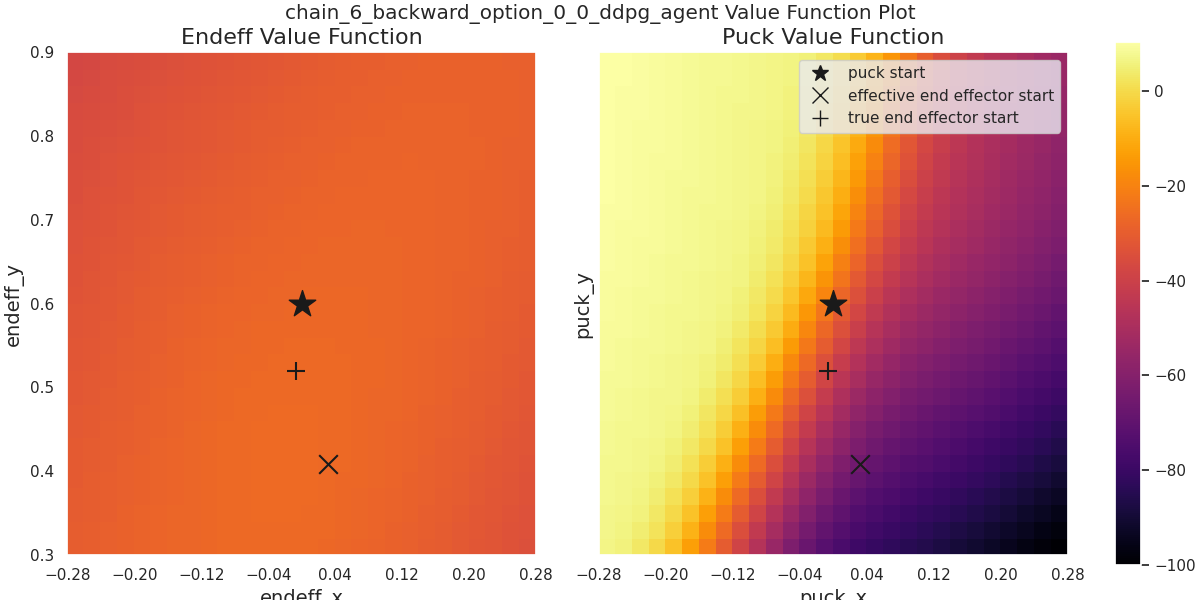 chain_6_backward_option_0_0_ddpg_agent Value Function Plot
Endeff Value Function
0.9
0.8
0.7
0.6
0.5
0.4
0.3
endeff_y
−0.28 −0.20 −0.12 −0.04 0.04 0.12 0.20 0.28
endeff_x
Puck Value Function
puck start
effective end effector start
true end effector start
puck_y
−0.28 −0.20 −0.12 −0.04 0.04 0.12 0.20 0.28
puck_x
0
−20
−40
−60
−80
−100